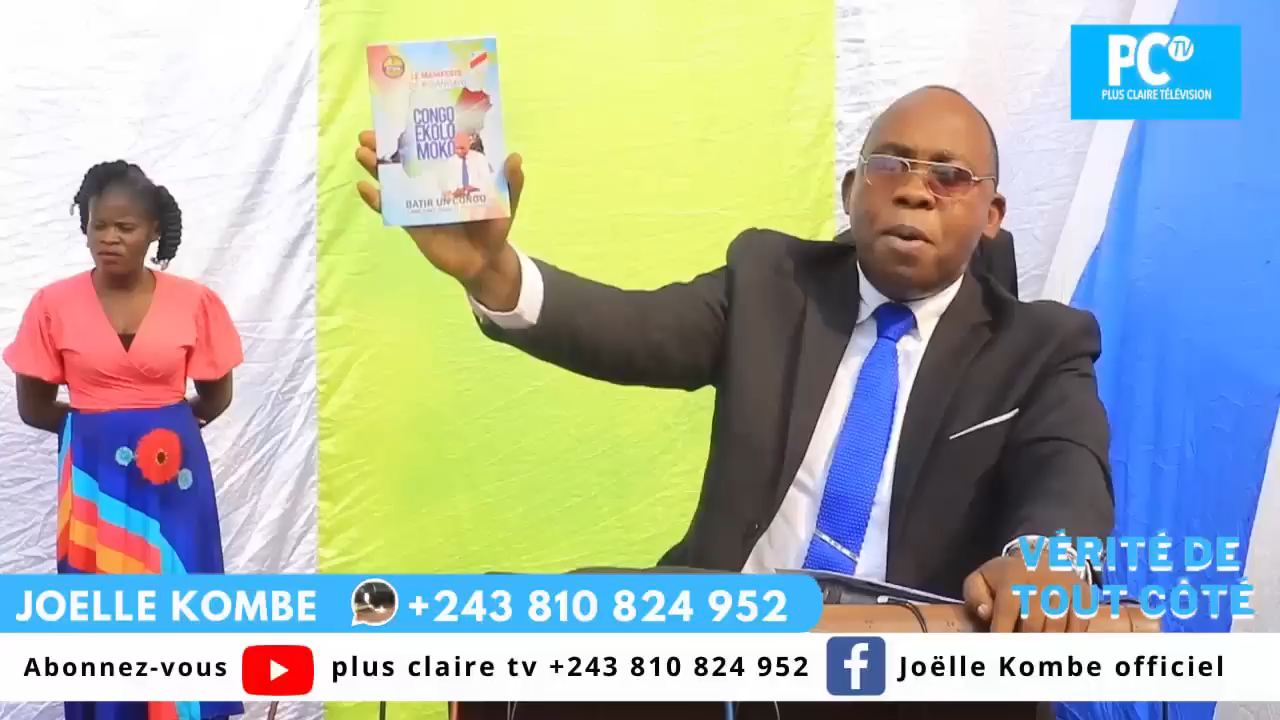 PC TV
PLUS CLAIRE TÉLÉVISION
LE MANIFESTE
CONGO
EKOLO
MOKO
BATIR UN CONGO
VÉRITÉ DE
TOUT CÔTÉ
JOELLE KOMBE +243 810 824 952
Abonnez-vous plus claire tv +243 810 824 952 Joëlle Kombe officiel